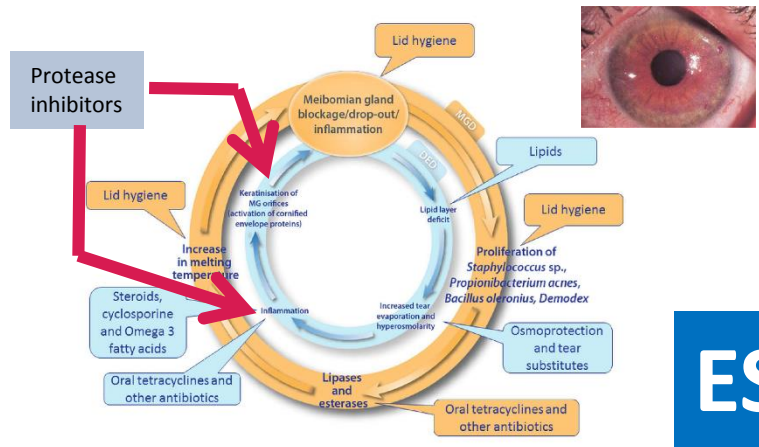 Lid hygiene
Protease
inhibitors
Meibomian gland
blockage/drop-out/
inflammation
MGD
DED
Lipids
Lid hygiene
Keratinisation of
MG orifices
(activation of cornified
envelope proteins)
Lipid layer
deficit
Lid hygiene
Increase
in melting
temperature
Proliferation of
Staphylococcus sp.,
Propionibacterium acnes,
Bacillus oleronius, Demodex
Steroids,
cyclosporine
and Omega 3
fatty acids
Inflammation
Increased tear
evaporation and
hyperosmolarity
Osmoprotection
and tear
substitutes
Oral tetracyclines and
other antibiotics
Lipases
and
esterases
Oral tetracyclines and
other antibiotics
ES